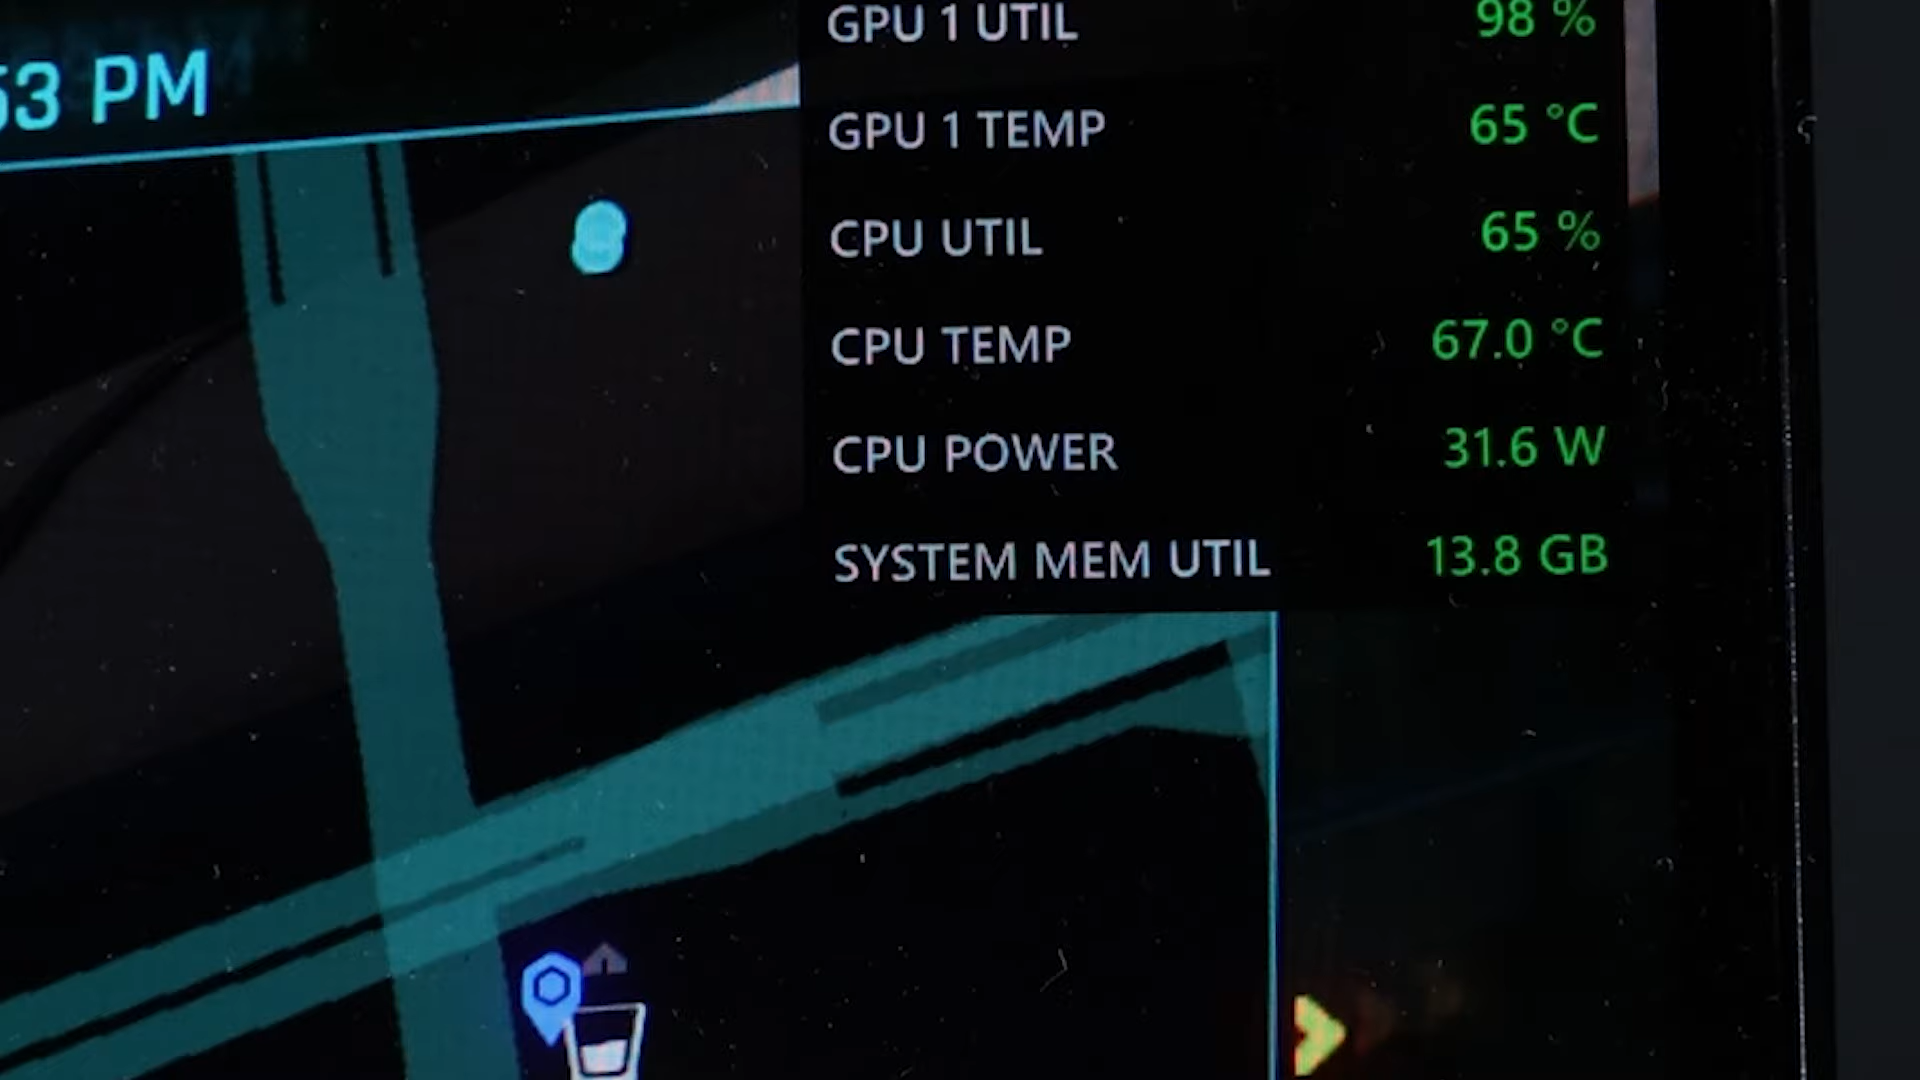 53 PM
GPU 1 UTIL 98 %
GPU 1 TEMP 65 °C
CPU UTIL 65 %
CPU TEMP 67.0 °C
CPU POWER 31.6 W
SYSTEM MEM UTIL 13.8 GB